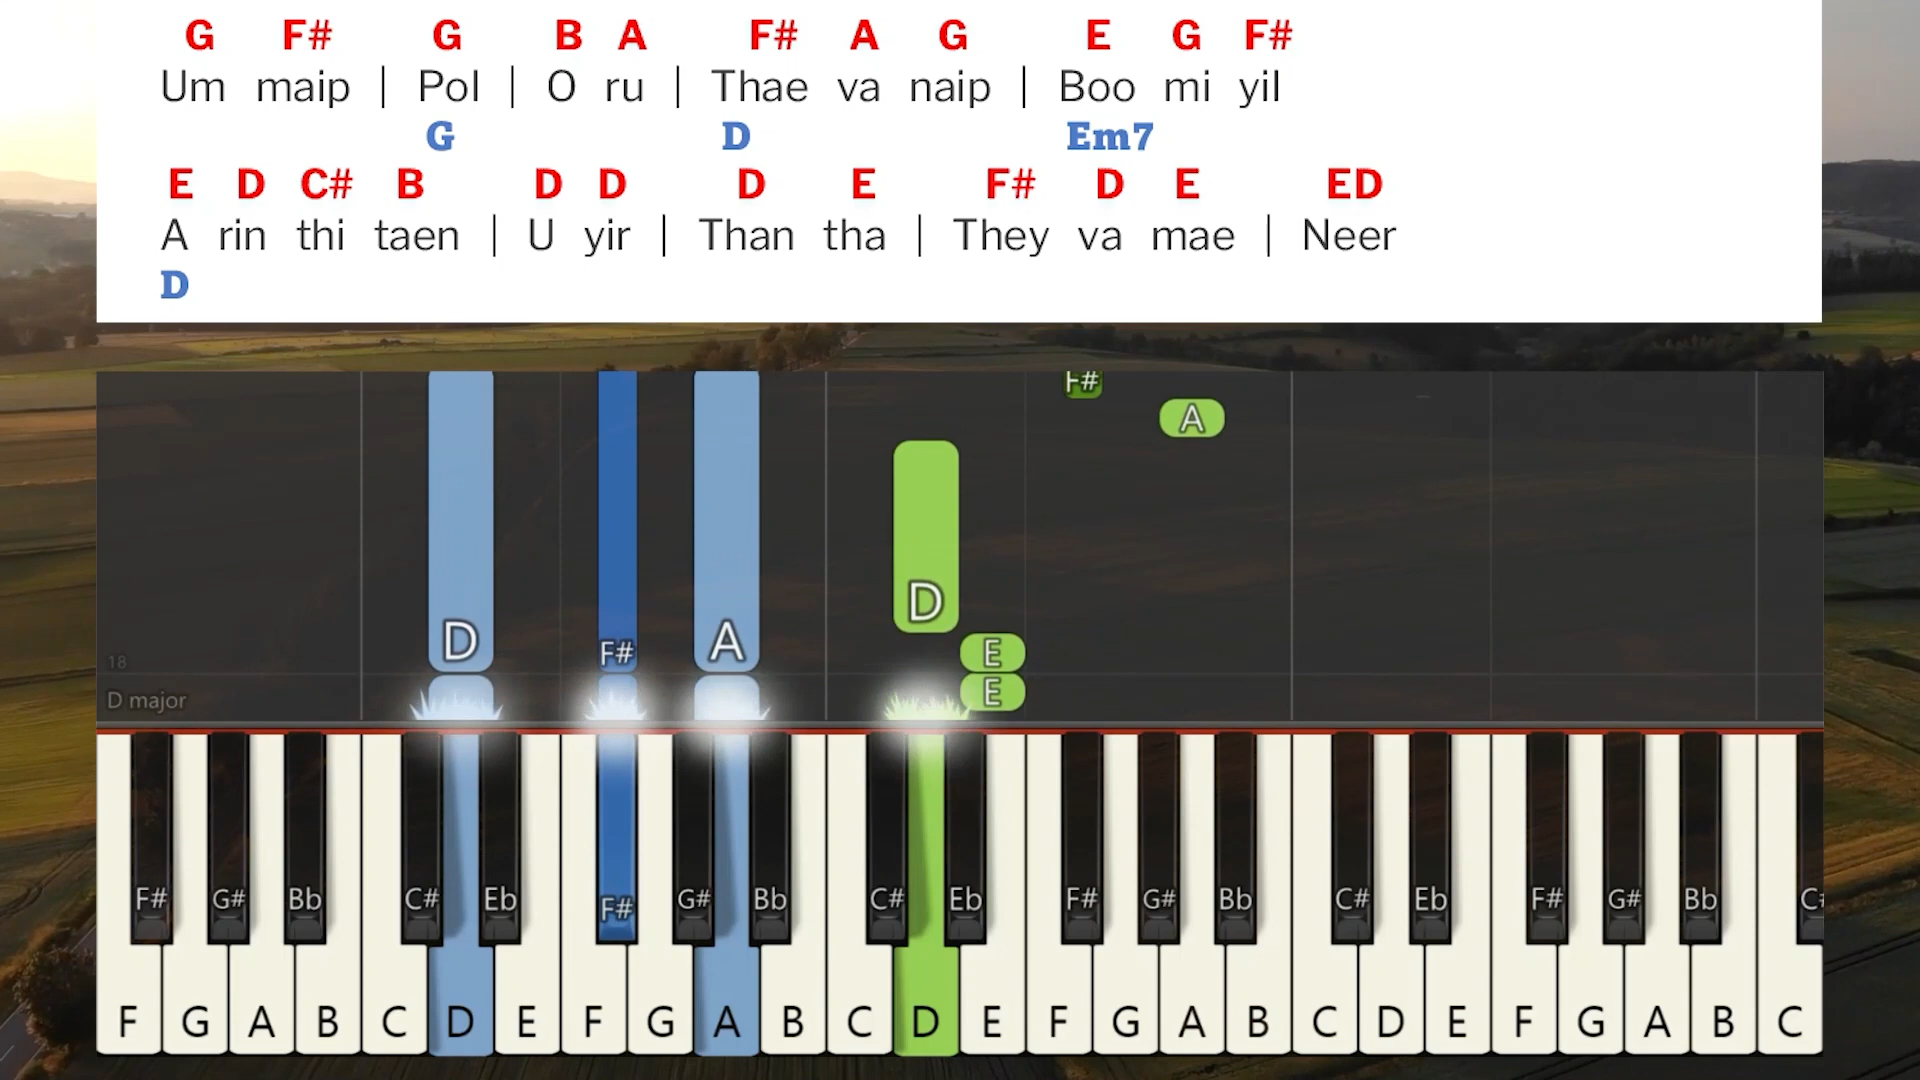 G F# G B A F# A G E G F#
Um maip | Pol | O ru | Thae va naip | Boo mi yil
G D Em7
E D C# B D D D E F# D E ED
A rin thi taen | U yir | Than tha | They va mae | Neer
D
F#
A
D
D F# A E
18
E
D major
F# G# Bb C# Eb F# G# Bb C# Eb F# G# Bb C# Eb F# G# Bb
F G A B C D E F G A B C D E F G A B C D E F G A B C